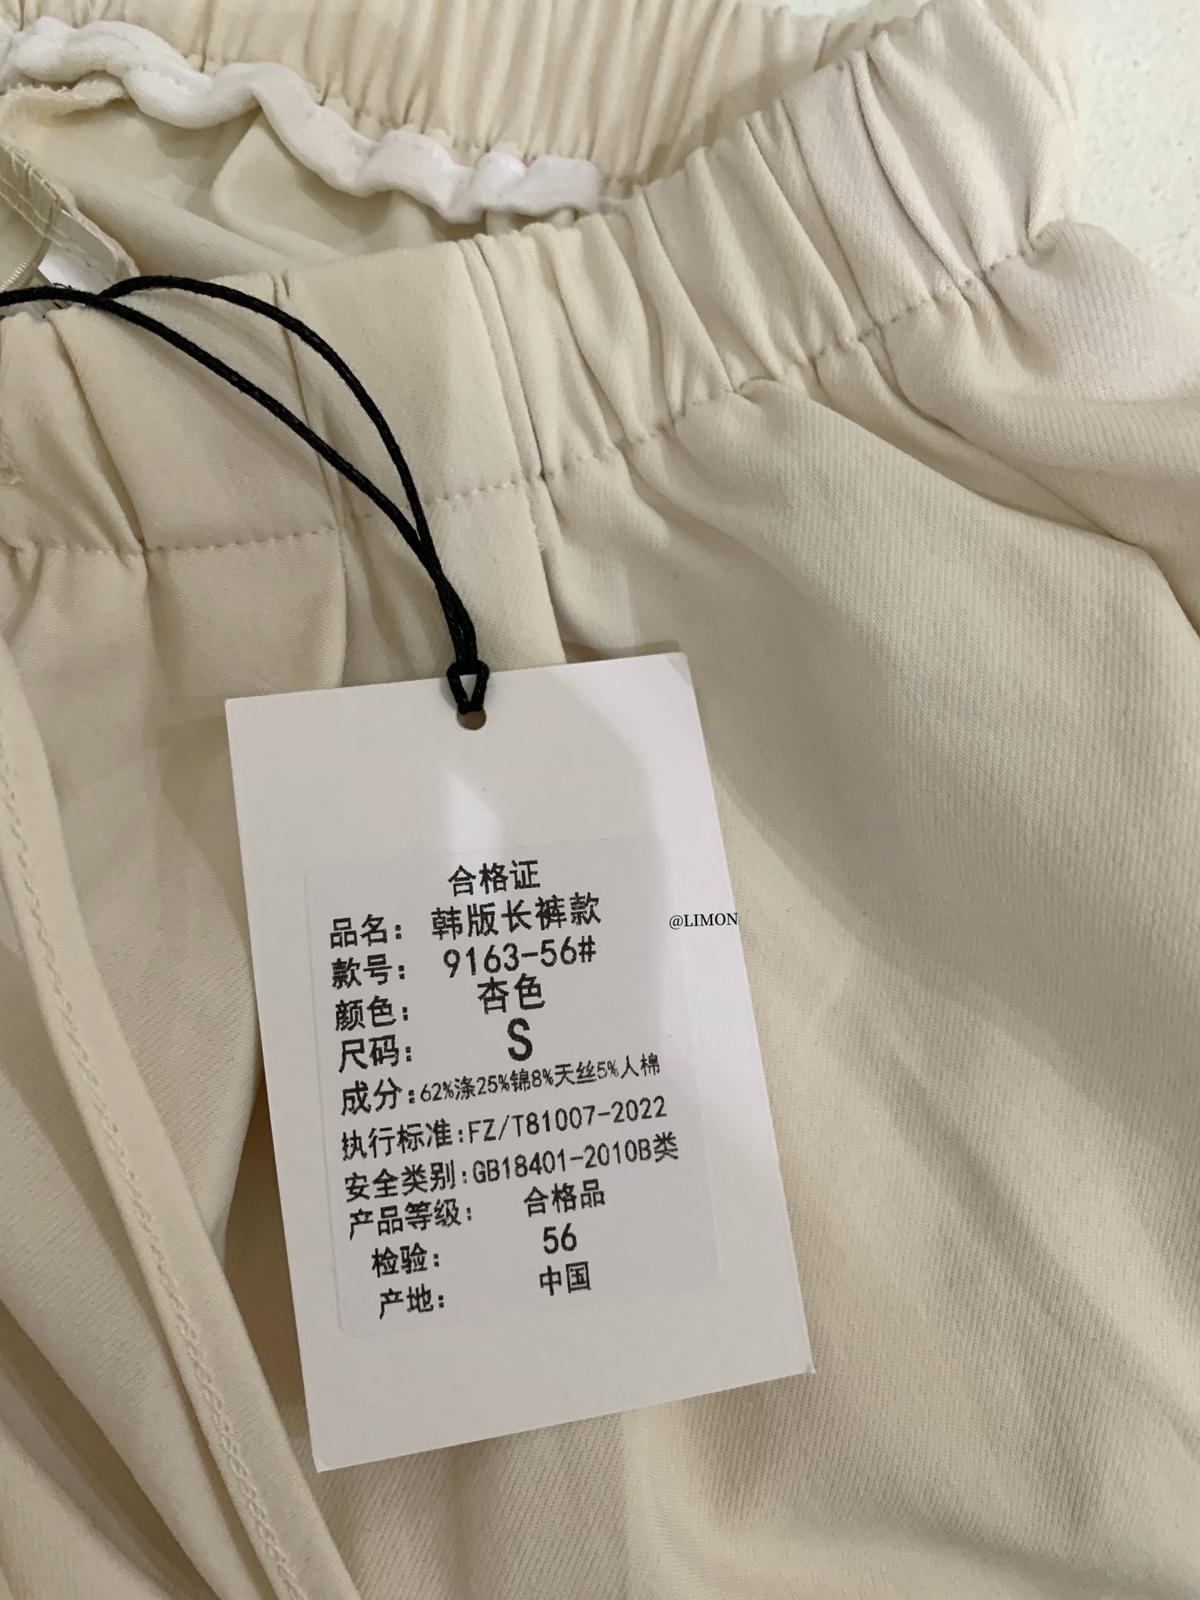 合格证
品名： 韩版长裤款
款号： 9163-56#
颜色： 杏色
尺码： S
成分：62%涤25%锦8%天丝5%人棉
执行标准：FZ/T81007-2022
安全类别：GB18401-2010B类
产品等级： 合格品
检验： 56
产地： 中国
@LIMON